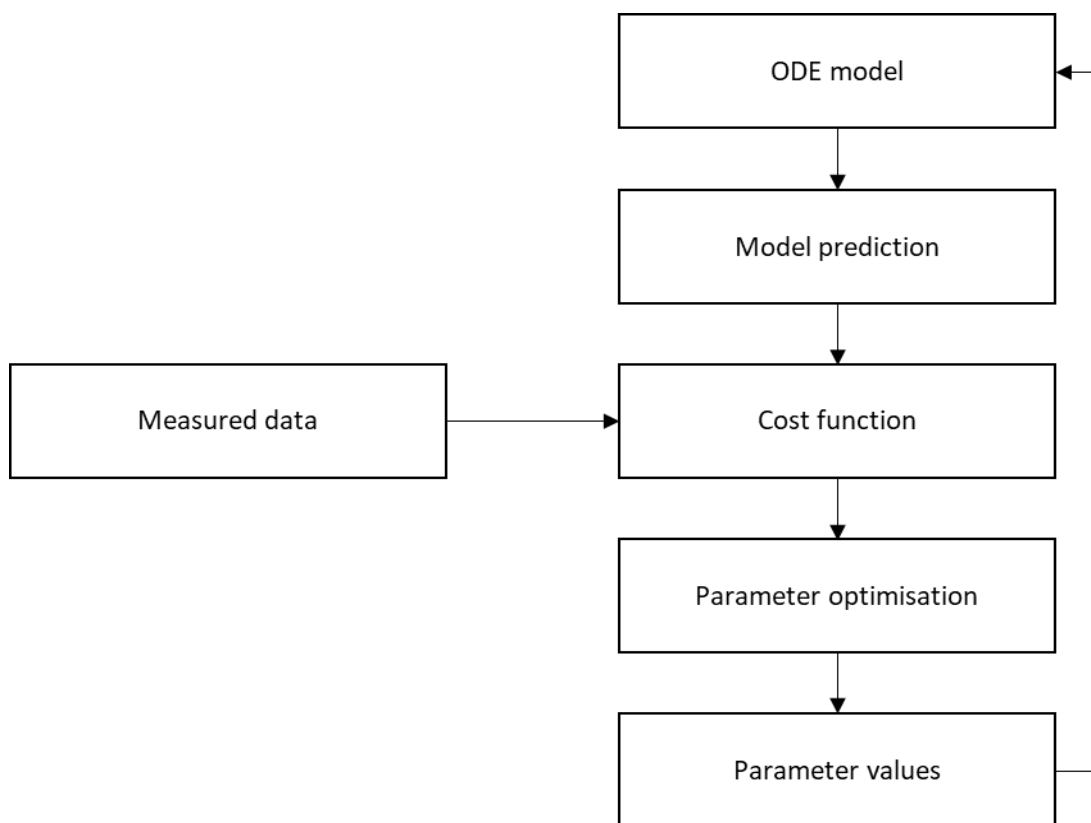 ODE model
Model prediction
Measured data
Cost function
Parameter optimisation
Parameter values